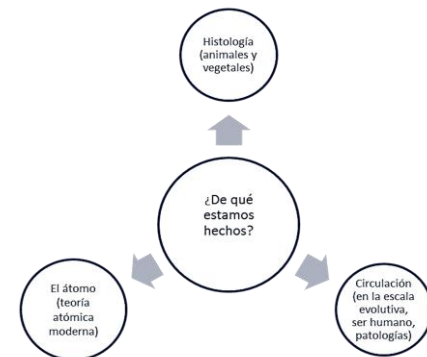 Histología
(animales y
vegetales)
¿De qué
estamos
hechos?
El átomo
(teoría
atómica
moderna)
Circulación
(en la escala
evolutiva,
ser humano,
patologías)